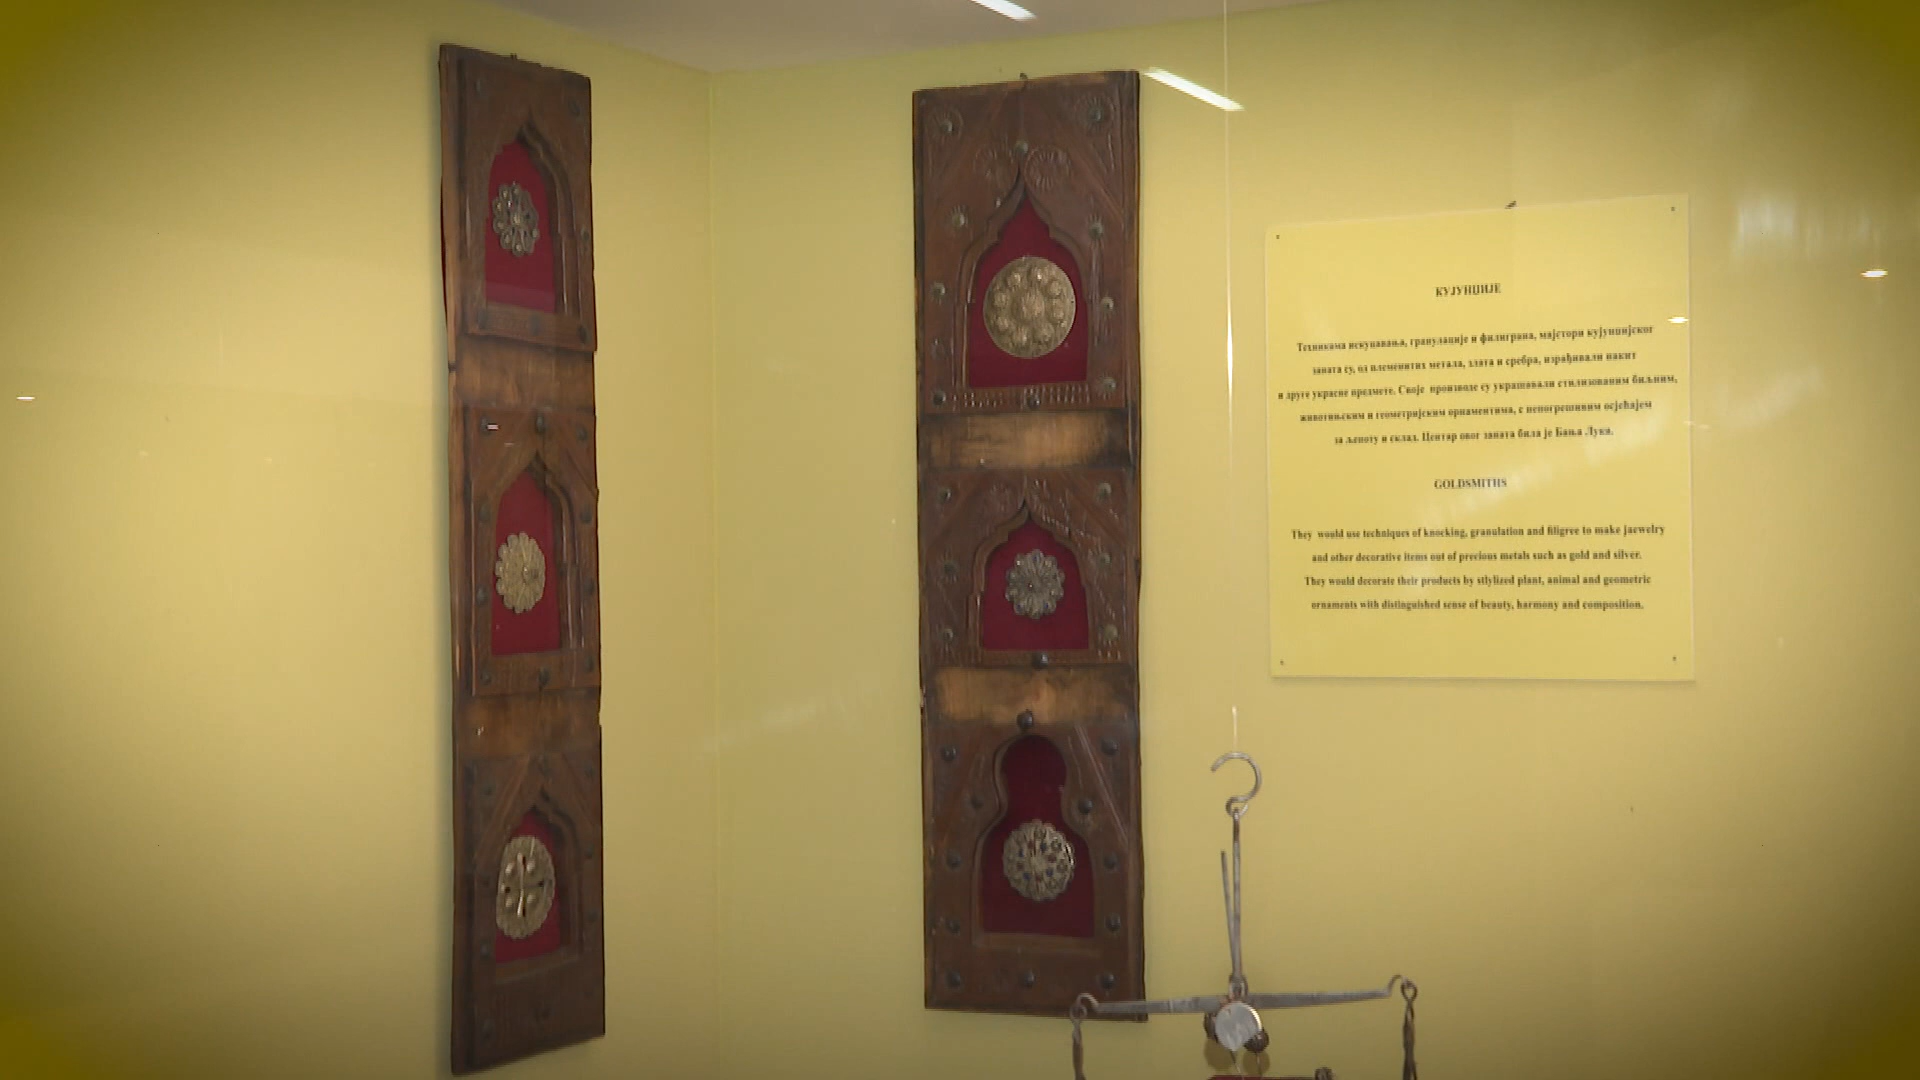 КУЈУНЏИЈЕ
Техникама искуцавања, гранулације и филиграна, мајстори кујунџијског
заната су, од племенитих метала, злата и сребра, израђивали накит
и друге украсне предмете. Своје производе су украшавали стилизованим биљним,
животињским и геометријским орнаментима, с непогрешивим осјећајем
за љепоту и склад. Центар овог заната била је Бања Лука.
GOLDSMITHS
They would use techniques of knocking, granulation and filigree to make jaewelry
and other decorative items out of precious metals such as gold and silver.
They would decorate their products by stlylized plant, animal and geometric
ornaments with distinguished sense of beauty, harmony and composition.